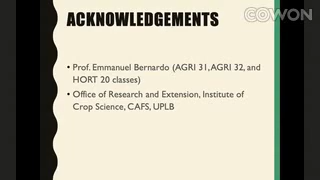 COWON
ACKNOWLEDGEMENTS
• Prof. Emmanuel Bernardo (AGRI 31, AGRI 32, and
HORT 20 classes)
• Office of Research and Extension, Institute of
Crop Science, CAFS, UPLB